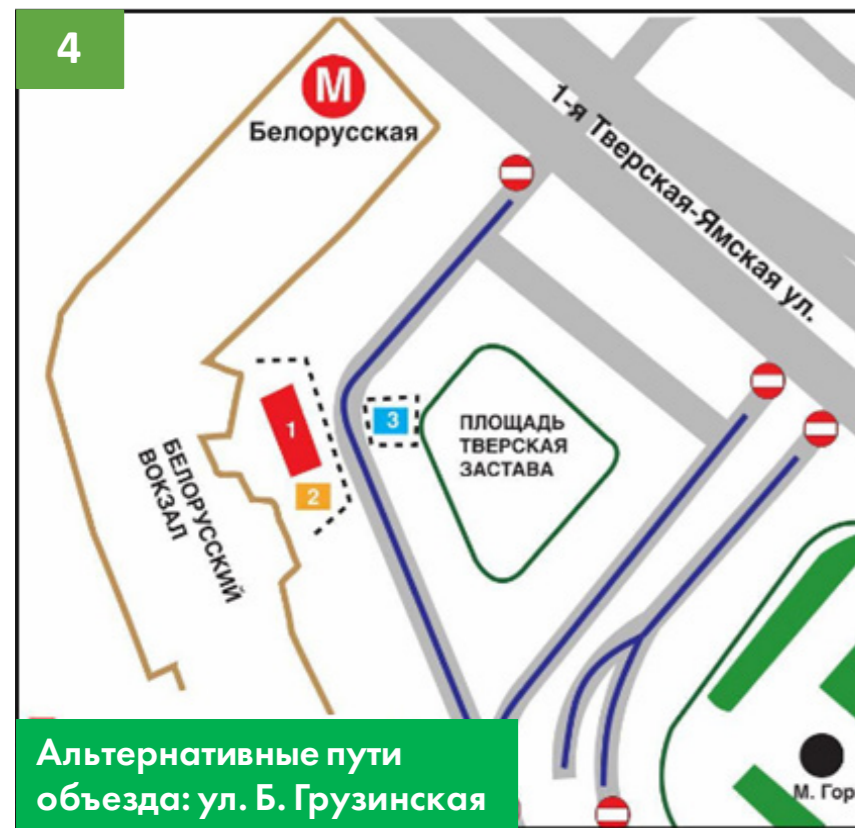 4
М
Белорусская
1-я Тверская-Ямская ул.
1
2
3
ПЛОЩАДЬ
ТВЕРСКАЯ
ЗАСТАВА
БЕЛОРУССКИЙ
ВОКЗАЛ
М. Гор
Альтернативные пути
объезда: ул. Б. Грузинская